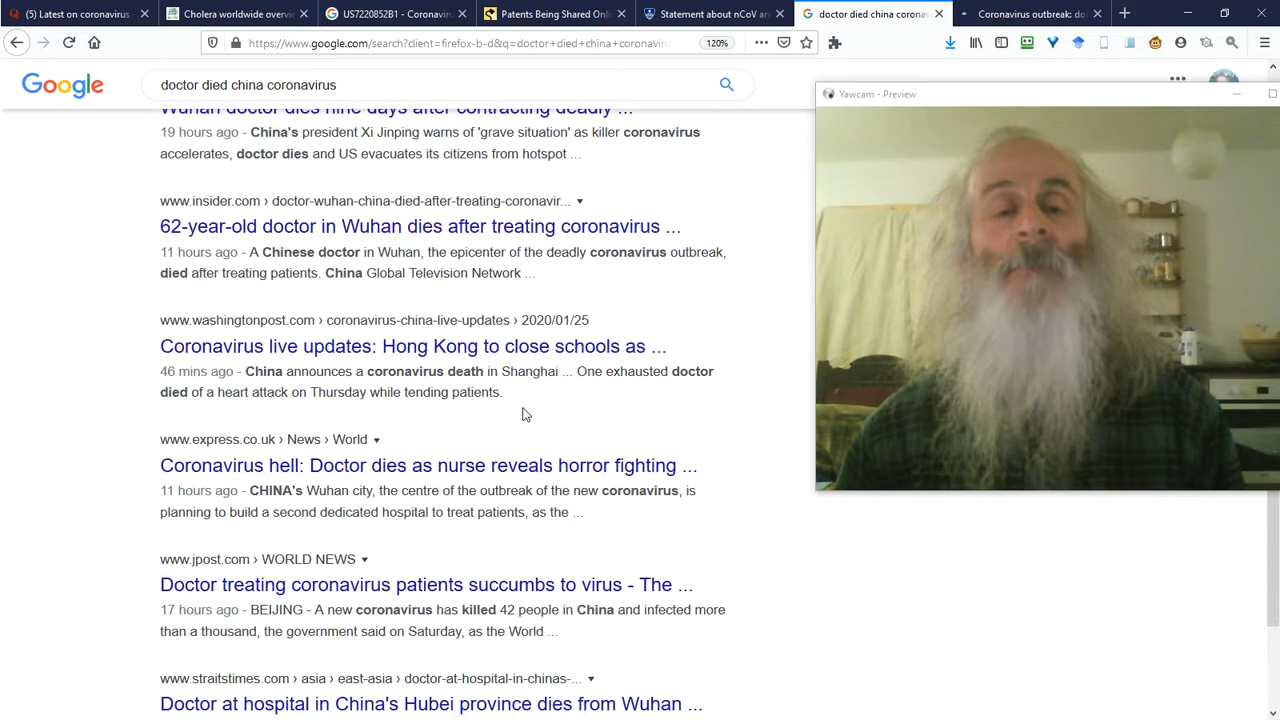 (5) Latest on coronavirus
Cholera worldwide overvi
US7220852B1 - Coronaviru
Patents Being Shared Onli
Statement about nCoV an
doctor died china corona
Coronavirus outbreak: do
https://www.google.com/search?client=firefox-b-d&q=doctor+died+china+coronavir
120%
Google
doctor died china coronavirus
Yawcam - Preview
Wuhan doctor dies nine days after contracting deadly ...
19 hours ago - China's president Xi Jinping warns of 'grave situation' as killer coronavirus
accelerates, doctor dies and US evacuates its citizens from hotspot ...
www.insider.com › doctor-wuhan-china-died-after-treating-coronavir...
62-year-old doctor in Wuhan dies after treating coronavirus ...
11 hours ago - A Chinese doctor in Wuhan, the epicenter of the deadly coronavirus outbreak,
died after treating patients. China Global Television Network ...
www.washingtonpost.com › coronavirus-china-live-updates › 2020/01/25
Coronavirus live updates: Hong Kong to close schools as ...
46 mins ago - China announces a coronavirus death in Shanghai ... One exhausted doctor
died of a heart attack on Thursday while tending patients.
www.express.co.uk › News › World
Coronavirus hell: Doctor dies as nurse reveals horror fighting ...
11 hours ago - CHINA's Wuhan city, the centre of the outbreak of the new coronavirus, is
planning to build a second dedicated hospital to treat patients, as the ...
www.jpost.com › WORLD NEWS
Doctor treating coronavirus patients succumbs to virus - The ...
17 hours ago - BEIJING - A new coronavirus has killed 42 people in China and infected more
than a thousand, the government said on Saturday, as the World ...
www.straitstimes.com › asia › east-asia › doctor-at-hospital-in-chinas-...
Doctor at hospital in China's Hubei province dies from Wuhan ...